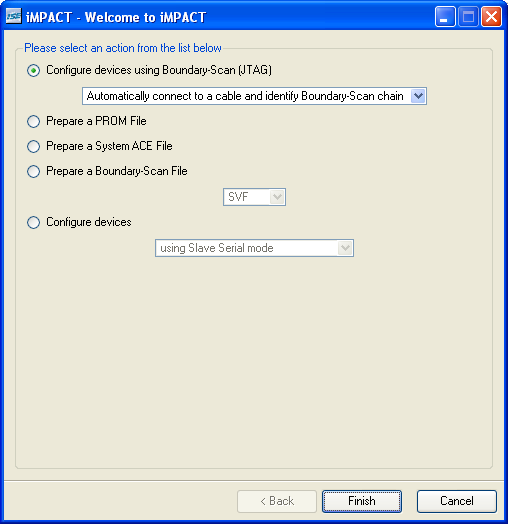 iMPACT - Welcome to iMPACT
Please select an action from the list below
Configure devices using Boundary-Scan (JTAG)
Automatically connect to a cable and identify Boundary-Scan chain
Prepare a PROM File
Prepare a System ACE File
Prepare a Boundary-Scan File
SVF
Configure devices
using Slave Serial mode
< Back Finish Cancel